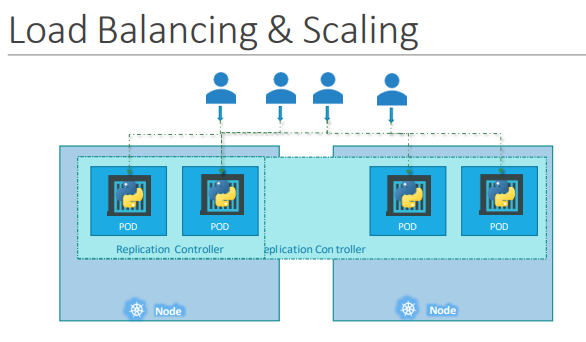 Load Balancing & Scaling
POD
POD
POD
POD
Replication Controller
eplication Controller
Node
Node